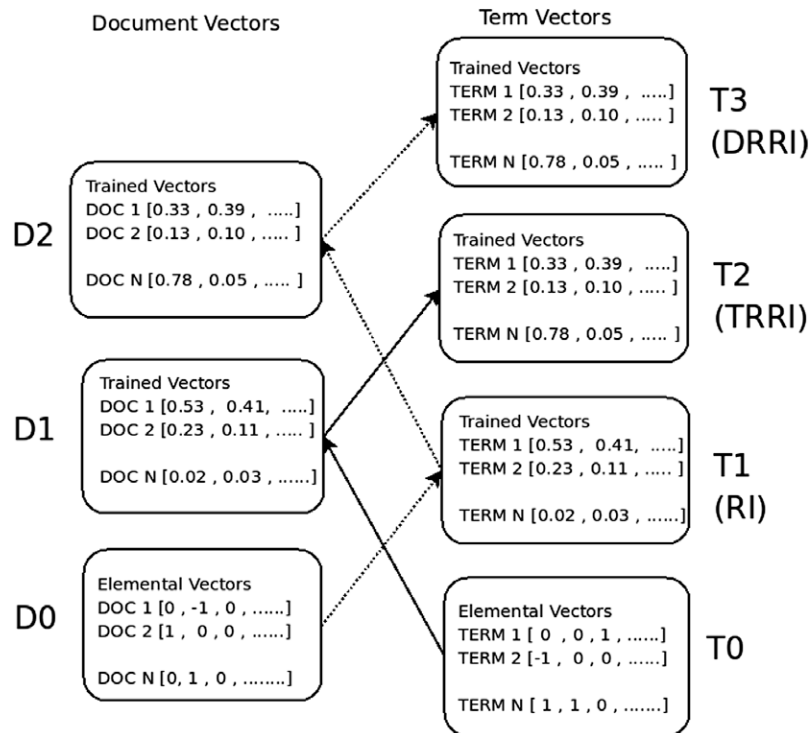 Document Vectors
Term Vectors
Trained Vectors
TERM 1 [0.33 , 0.39 , .....]
TERM 2 [0.13 , 0.10 , ..... ]
TERM N [0.78 , 0.05 , ..... ]
T3
(DRRI)
D2
Trained Vectors
DOC 1 [0.33 , 0.39 , .....]
DOC 2 [0.13 , 0.10 , ..... ]
DOC N [0.78 , 0.05 , ..... ]
Trained Vectors
TERM 1 [0.33 , 0.39 , .....]
TERM 2 [0.13 , 0.10 , ..... ]
TERM N [0.78 , 0.05 , ..... ]
T2
(TRRI)
D1
Trained Vectors
DOC 1 [0.53 , 0.41, .....]
DOC 2 [0.23 , 0.11 , ..... ]
DOC N [0.02 , 0.03 , ......]
Trained Vectors
TERM 1 [0.53 , 0.41, .....]
TERM 2 [0.23 , 0.11 , ..... ]
TERM N [0.02 , 0.03 , ......]
T1
(RI)
D0
Elemental Vectors
DOC 1 [0 , -1 , 0 , ......]
DOC 2 [1 , 0 , 0 , ......]
DOC N [0, 1 , 0 , ........]
Elemental Vectors
TERM 1 [ 0 , 0 , 1 , ......]
TERM 2 [-1 , 0 , 0 , ......]
TERM N [ 1 , 1 , 0 , .......]
T0